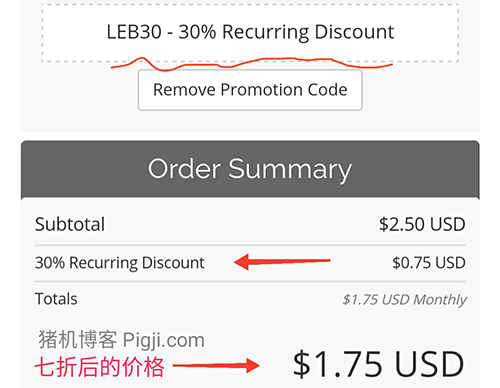 LEB30 - 30% Recurring Discount
Remove Promotion Code
Order Summary
Subtotal $2.50 USD
30% Recurring Discount $0.75 USD
Totals $1.75 USD Monthly
猪机博客 Pigji.com
七折后的价格 $1.75 USD